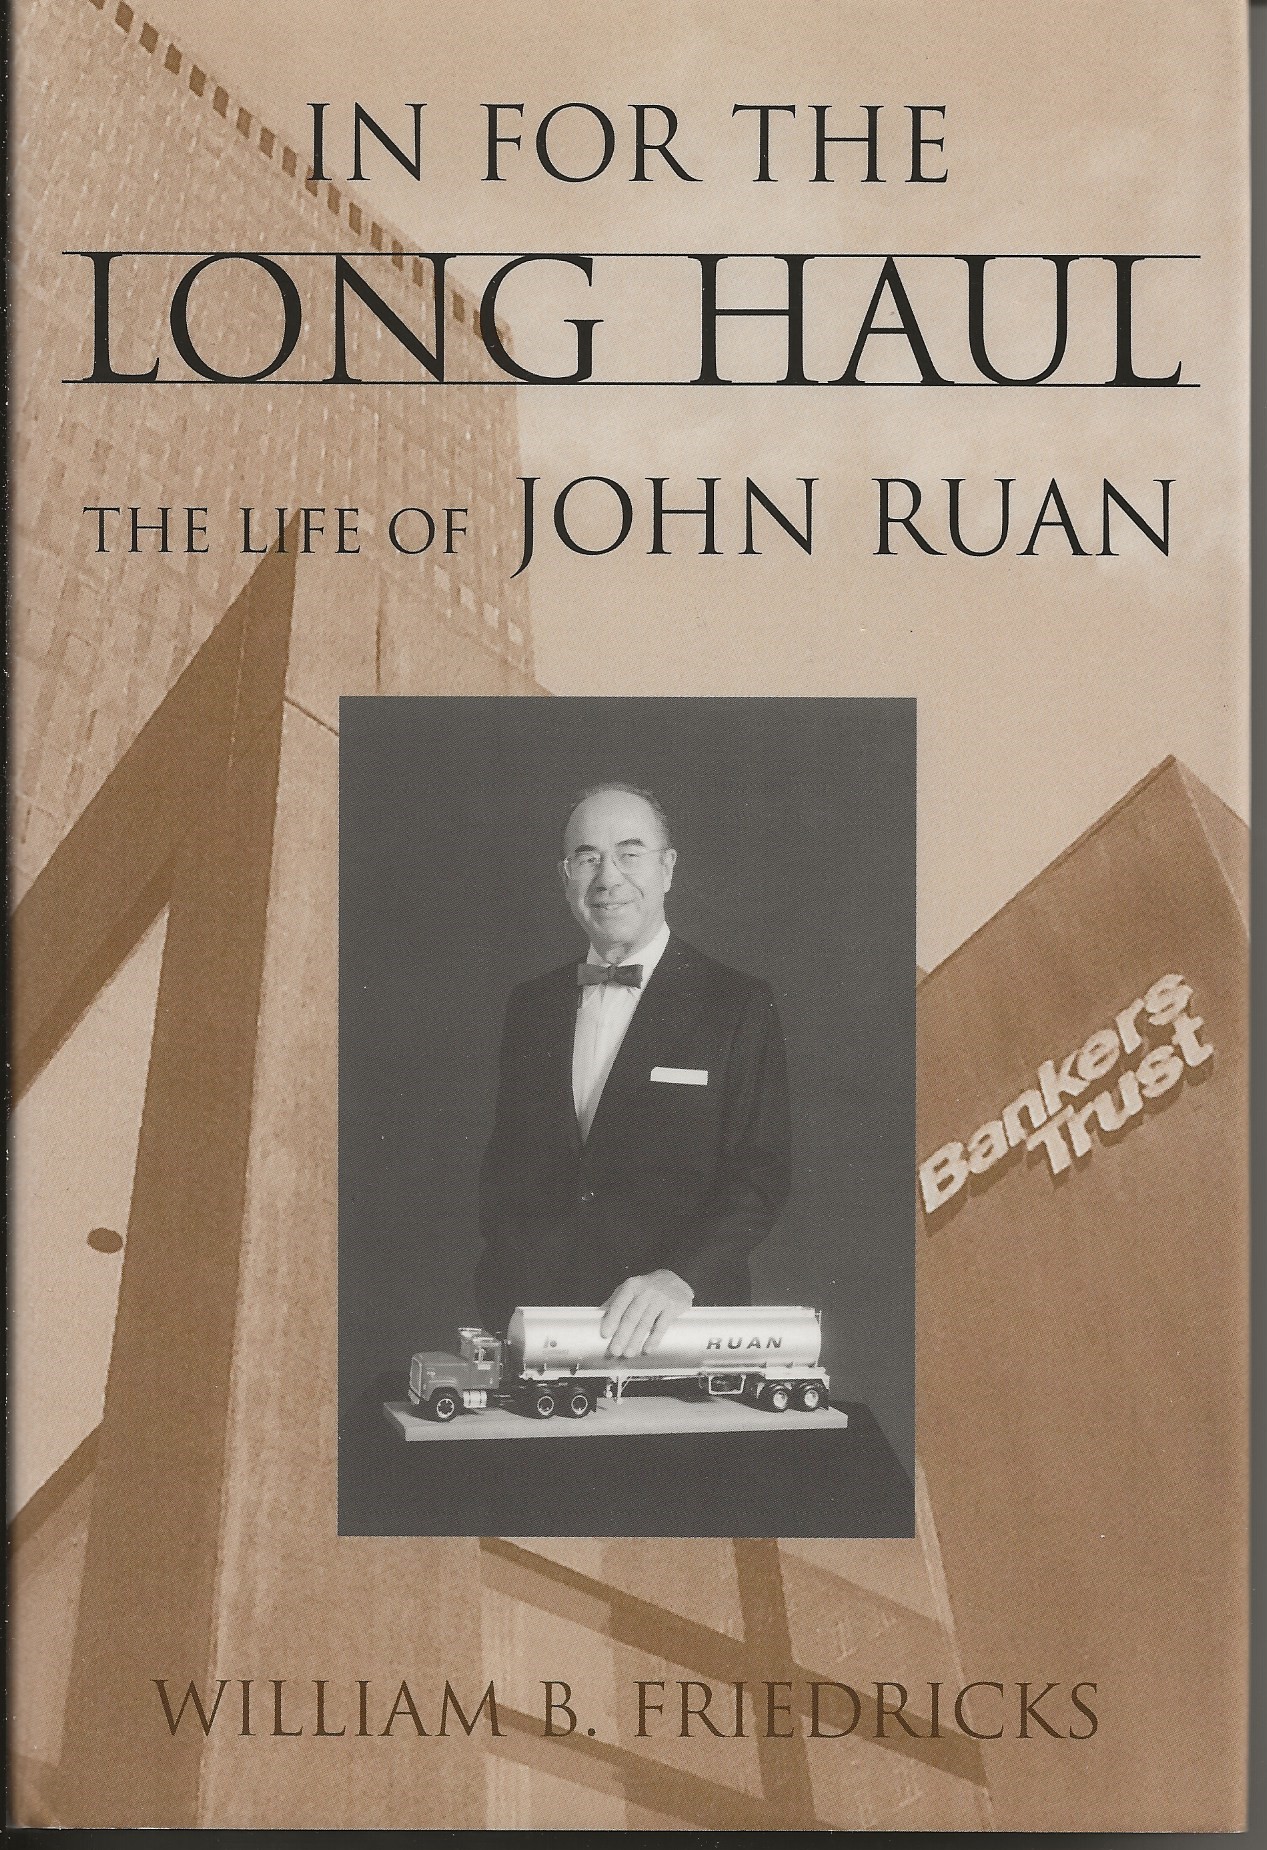 IN FOR THE
LONG HAUL
THE LIFE OF JOHN RUAN
Bankers
Trust
RUAN
WILLIAM B. FRIEDRICKS